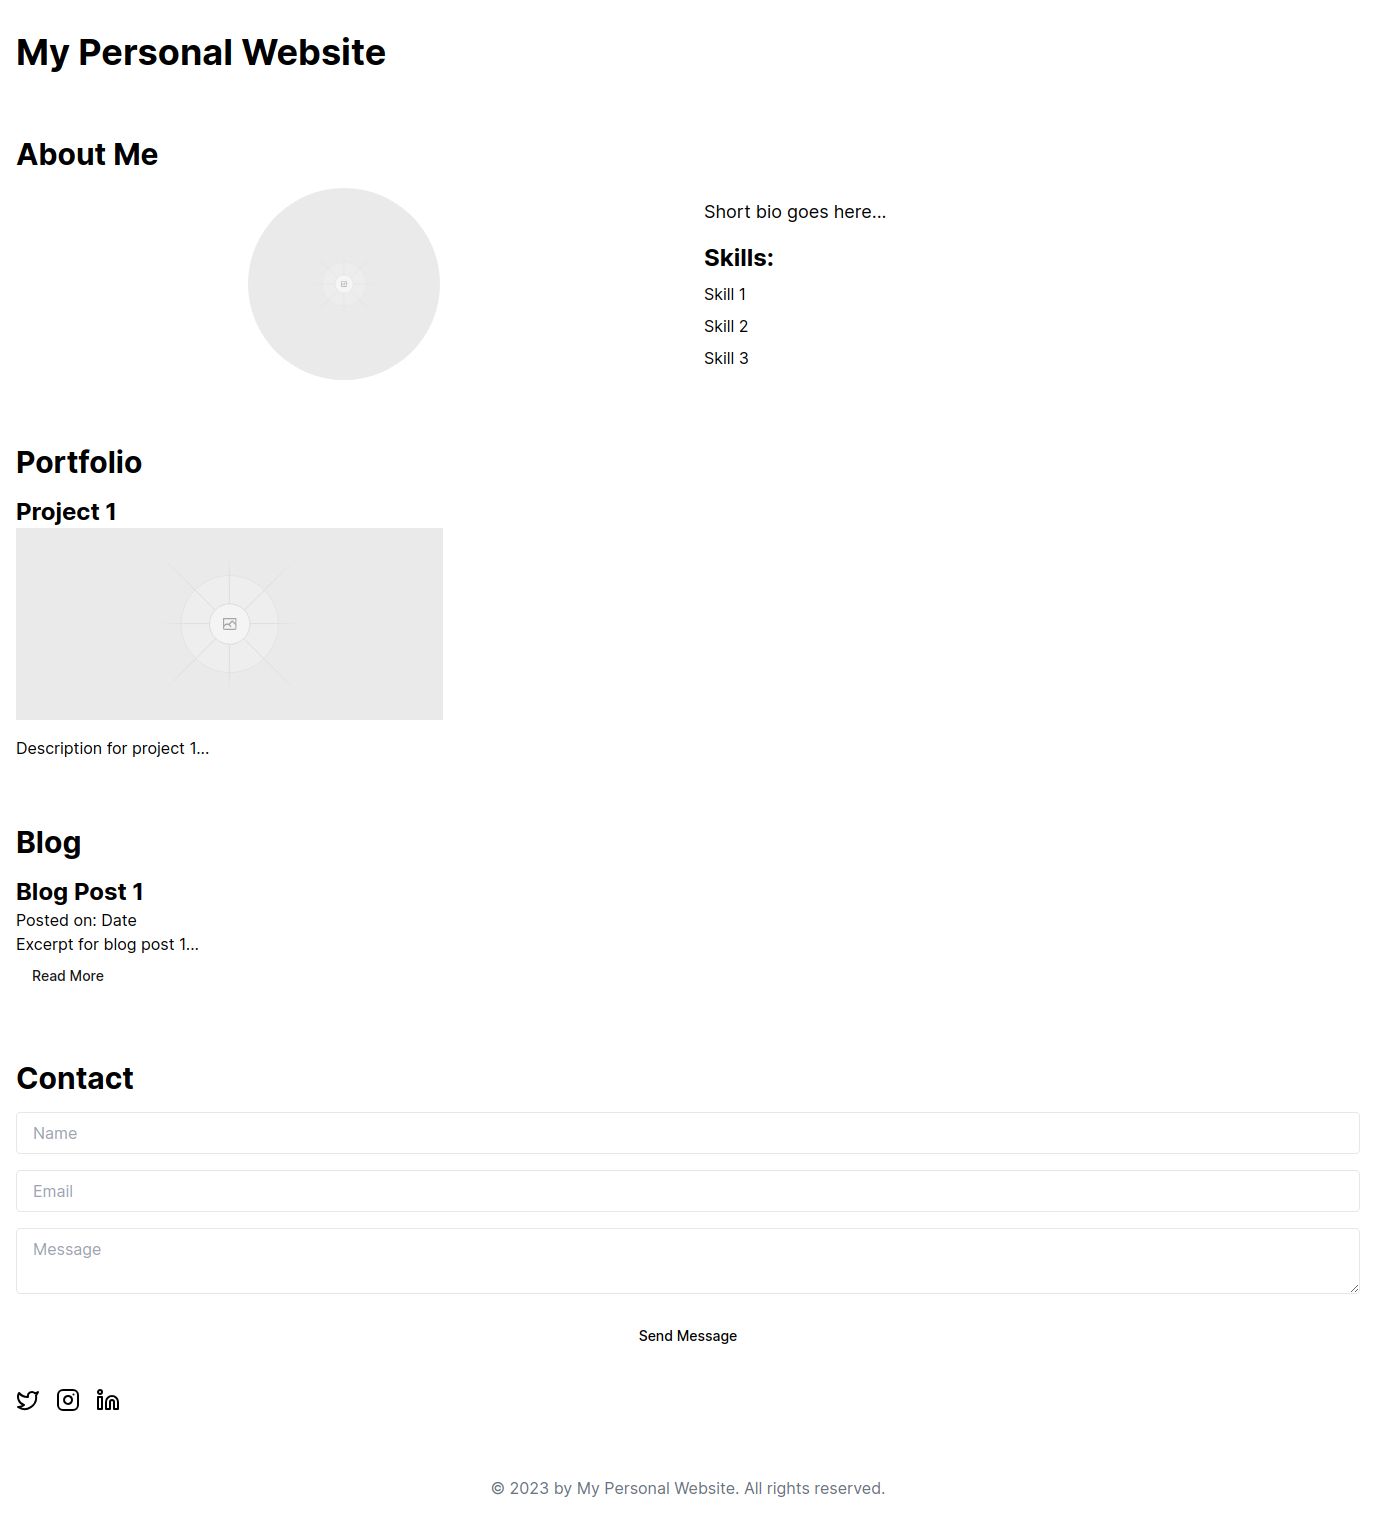 My Personal Website
About Me
Short bio goes here...
Skills:
Skill 1
Skill 2
Skill 3
Portfolio
Project 1
Description for project 1...
Blog
Blog Post 1
Posted on: Date
Excerpt for blog post 1...
Read More
Contact
Name
Email
Message
Send Message
© 2023 by My Personal Website. All rights reserved.